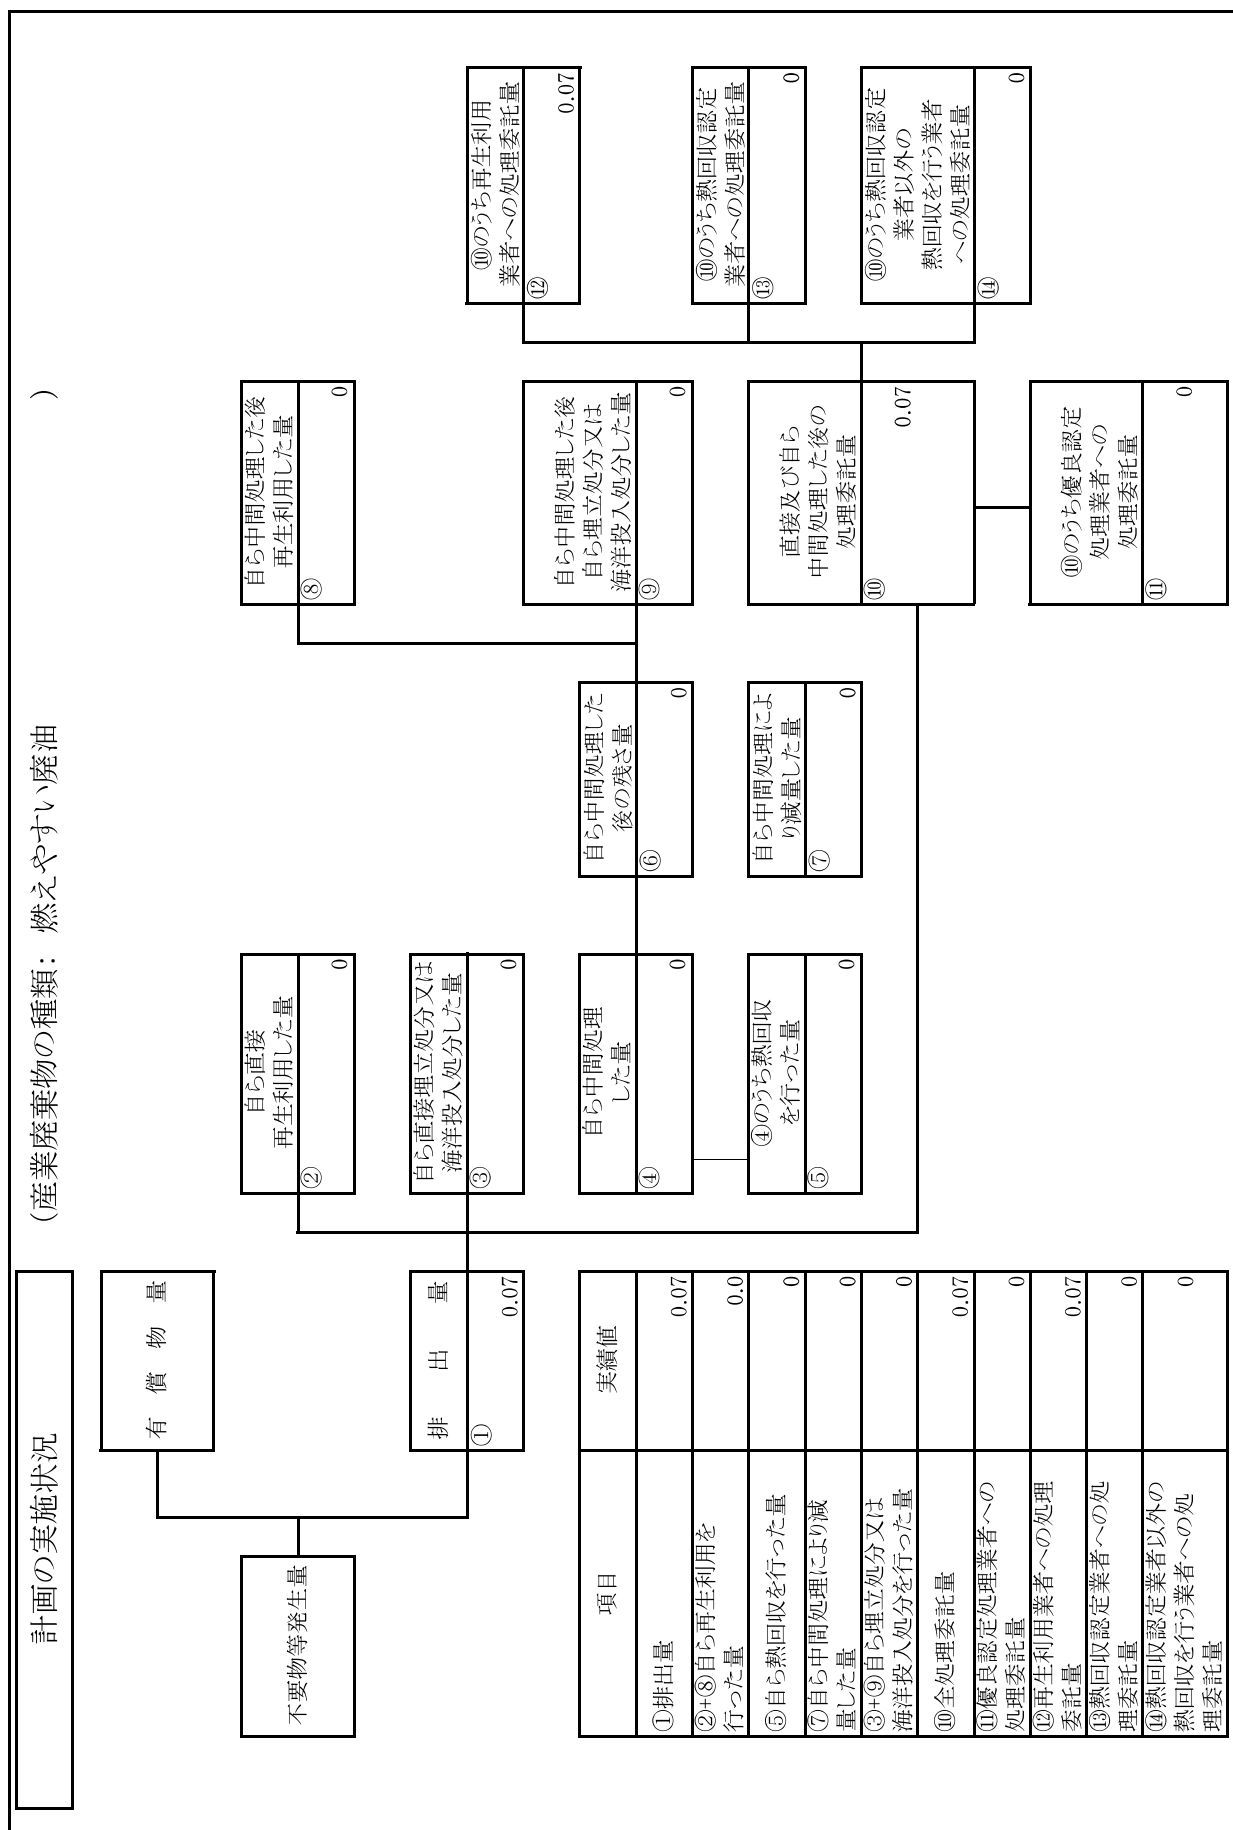 計画の実施状況
(産業廃棄物の種類： 燃えやすい廃油 )
不要物等発生量
有 償 物 量
排 出 量
① 0.07
自ら直接
再生利用した量
② 0
自ら直接埋立処分又は
海洋投入処分した量
③ 0
自ら中間処理
した量
④ 0
④のうち熱回収
を行った量
⑤ 0
自ら中間処理した
後の残さ量
⑥ 0
自ら中間処理によ
り減量した量
⑦ 0
自ら中間処理した後
再生利用した量
⑧ 0
自ら中間処理した後
自ら埋立処分又は
海洋投入処分した量
⑨ 0
直接及び自ら
中間処理した後の
処理委託量
⑩ 0.07
⑩のうち優良認定
処理業者への
処理委託量
⑪ 0
⑩のうち再生利用
業者への処理委託量
⑫ 0.07
⑩のうち熱回収認定
業者への処理委託量
⑬ 0
⑩のうち熱回収認定
業者以外の
熱回収を行う業者
への処理委託量
⑭ 0
項目 実績値
①排出量 0.07
②+⑧自ら再生利用を
行った量 0.0
⑤自ら熱回収を行った量 0
⑦自ら中間処理により減
量した量 0
③+⑨自ら埋立処分又は
海洋投入処分を行った量 0
⑩全処理委託量 0.07
⑪優良認定処理業者への
処理委託量 0
⑫再生利用業者への処理
委託量 0.07
⑬熱回収認定業者への処
理委託量 0
⑭熱回収認定業者以外の
熱回収を行う業者への処
理委託量 0